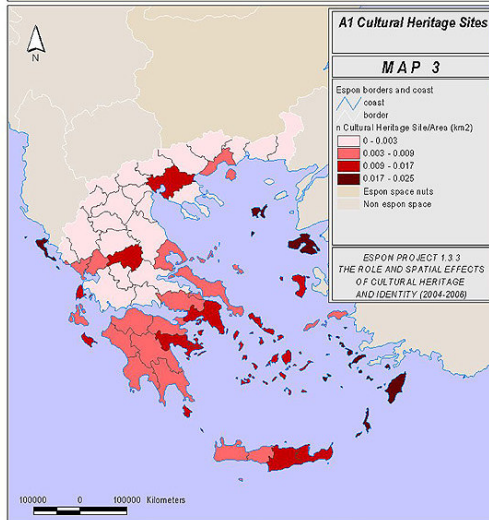 A1 Cultural Heritage Sites
MAP 3
N
Espon borders and coast
coast
border
n Cultural Heritage Site/Area (km2)
0 - 0.003
0.003 - 0.009
0.009 - 0.017
0.017 - 0.025
Espon space nuts
Non espon space
ESPON PROJECT 1.3.3
THE ROLE AND SPATIAL EFFECTS
OF CULTURAL HERITAGE
AND IDENTITY (2004-2006)
100000 0 100000 Kilometers